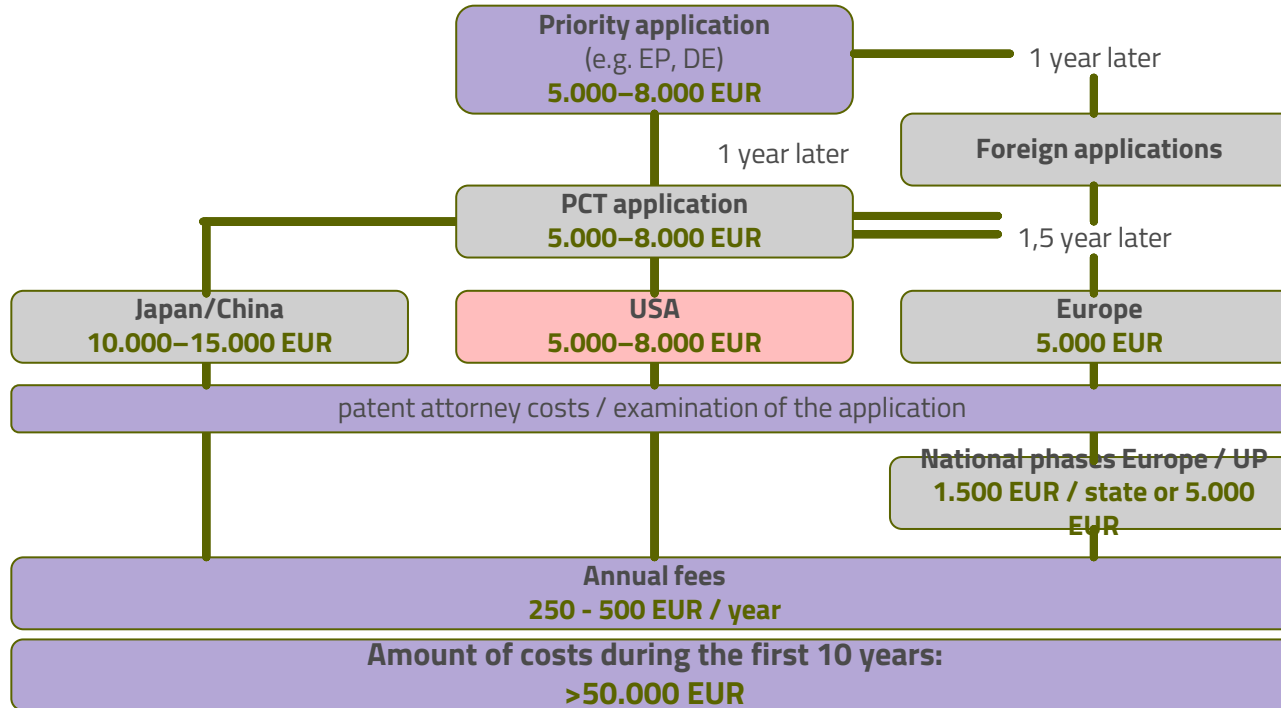 Priority application
(e.g. EP, DE)
5.000–8.000 EUR
1 year later
1 year later
Foreign applications
PCT application
5.000–8.000 EUR
1,5 year later
Japan/China
10.000–15.000 EUR
USA
5.000–8.000 EUR
Europe
5.000 EUR
patent attorney costs / examination of the application
National phases Europe / UP
1.500 EUR / state or 5.000
EUR
Annual fees
250 - 500 EUR / year
Amount of costs during the first 10 years:
>50.000 EUR